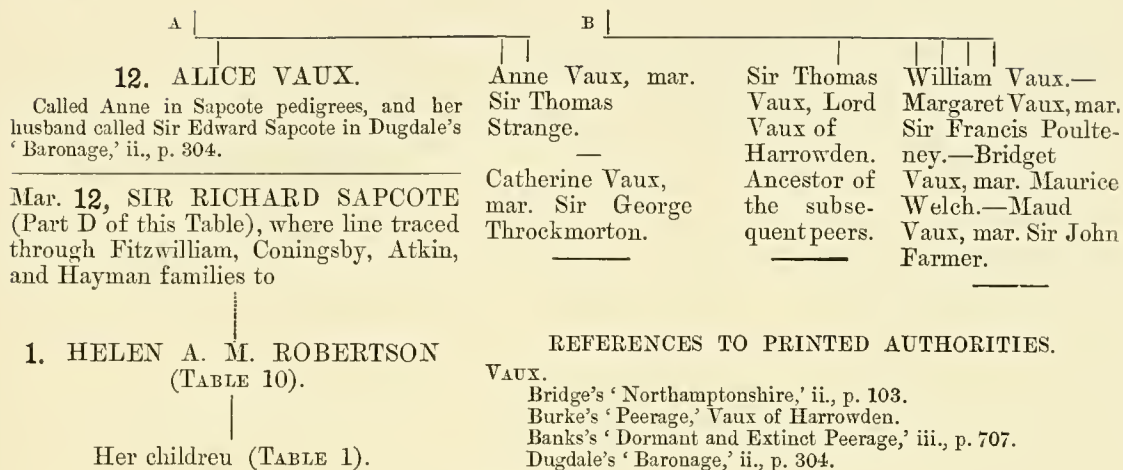 A
B
12. ALICE VAUX.
Called Anne in Sapcote pedigrees, and her
husband called Sir Edward Sapcote in Dugdale's
‘ Baronage,’ ii., p. 304.
Mar. 12, SIR RICHARD SAPCOTE
(Part D of this Table), where line traced
through Fitzwilliam, Coningsby, Atkin,
and Hayman families to
1. HELEN A. M. ROBERTSON
(TABLE 10).
Her childreu (TABLE 1).
Anne Vaux, mar.
Sir Thomas
Strange.
—
Catherine Vaux,
mar. Sir George
Throckmorton.
Sir Thomas
Vaux, Lord
Vaux of
Harrowden.
Ancestor of
the subse-
quent peers.
William Vaux.—
Margaret Vaux, mar.
Sir Francis Poulte-
ney.—Bridget
Vaux, mar. Maurice
Welch.—Maud
Vaux, mar. Sir John
Farmer.
REFERENCES TO PRINTED AUTHORITIES.
VAUX.
Bridge's ‘ Northamptonshire,’ ii., p. 103.
Burke's ‘ Peerage,’ Vaux of Harrowden.
Banks's ‘ Dormant and Extinct Peerage,’ iii., p. 707.
Dugdale's ‘ Baronage,’ ii., p. 304.